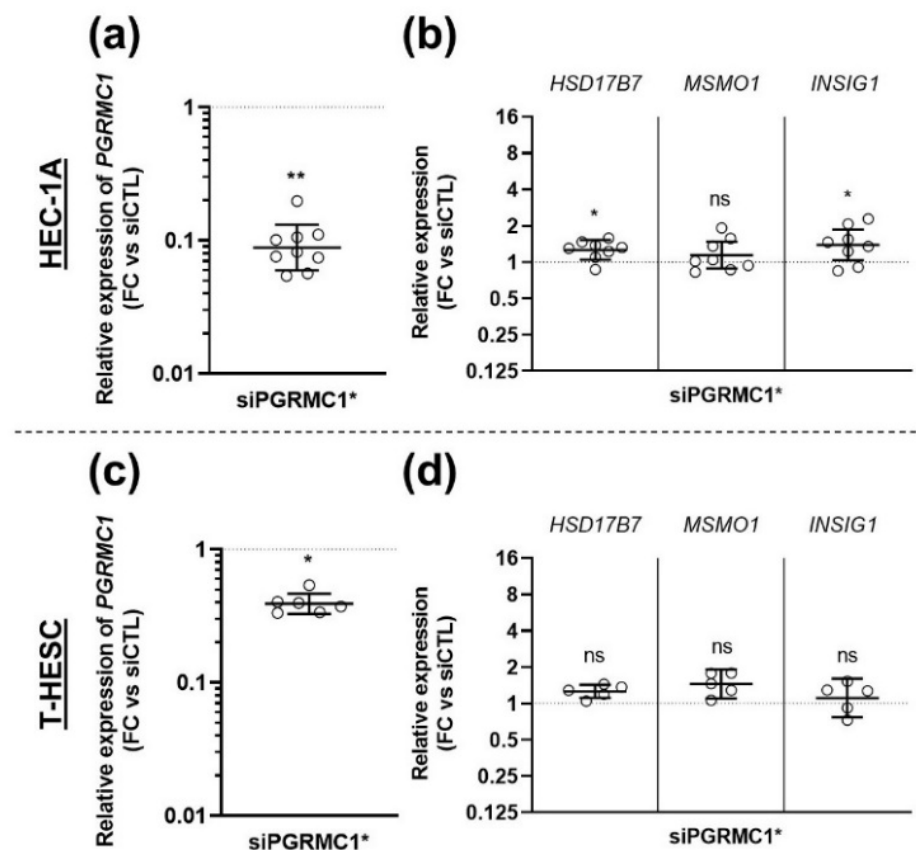 (a)
HEC-1A
Relative expression of PGRMC1
(FC vs siCTL)
1
0.1
0.01
**
siPGRMC1*
(b)
HSD17B7 MSMO1 INSIG1
Relative expression
(FC vs siCTL)
16
8
4
2
1
0.5
0.25
0.125
* ns *
siPGRMC1*
(c)
T-HESC
Relative expression of PGRMC1
(FC vs siCTL)
1
0.1
0.01
*
siPGRMC1*
(d)
HSD17B7 MSMO1 INSIG1
Relative expression
(FC vs siCTL)
16
8
4
2
1
0.5
0.25
0.125
ns ns ns
siPGRMC1*